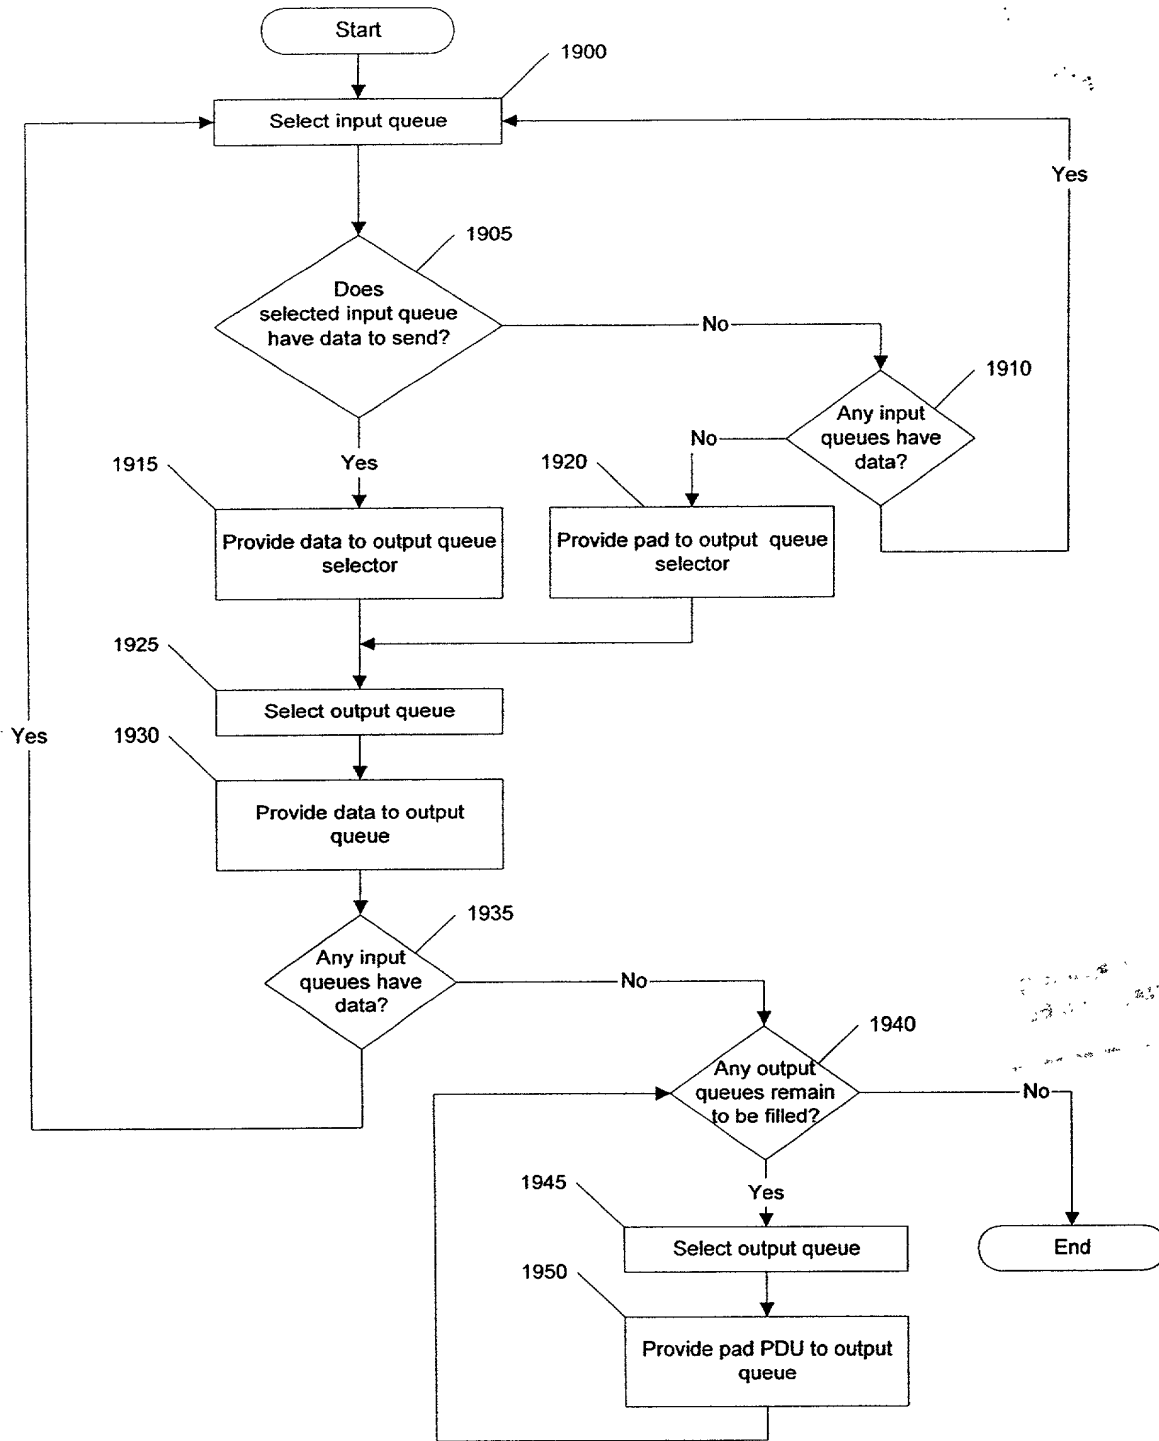 Start
1900
Select input queue
Yes
1905
Does
selected input queue
have data to send?
No
1910
Any input
queues have
data?
No
Yes
1915
1920
Provide data to output queue
selector
Provide pad to output queue
selector
1925
Select output queue
Yes
1930
Provide data to output
queue
1935
Any input
queues have
data?
No
1940
Any output
queues remain
to be filled?
No
Yes
1945
Select output queue
End
1950
Provide pad PDU to output
queue